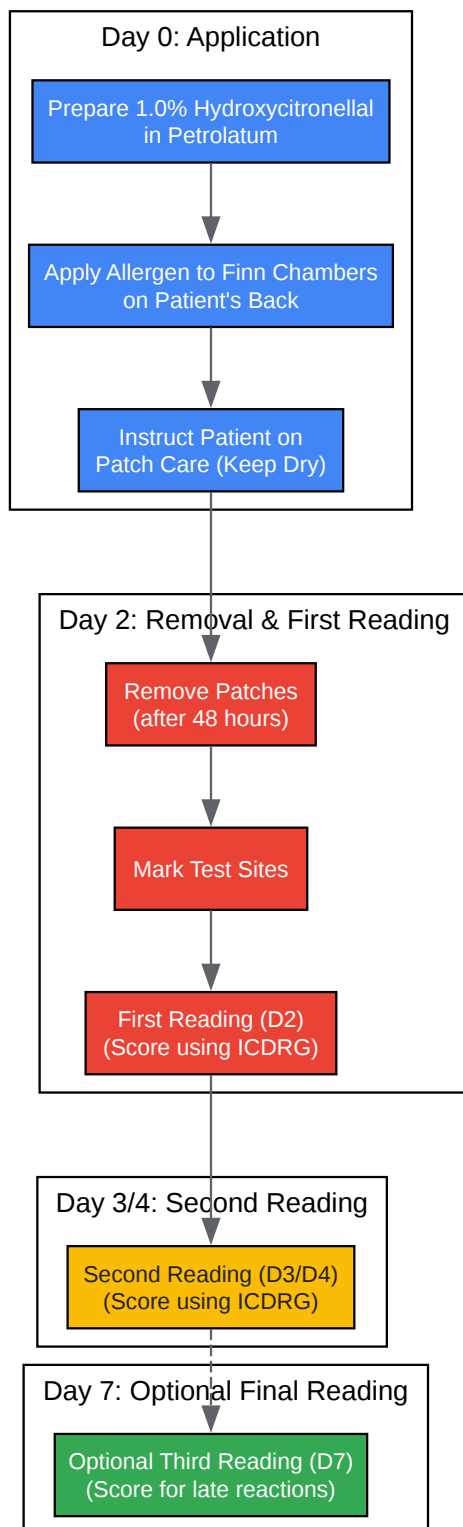 Day 0: Application
Prepare 1.0% Hydroxycitronellal
in Petrolatum
Apply Allergen to Finn Chambers
on Patient's Back
Instruct Patient on
Patch Care (Keep Dry)
Day 2: Removal & First Reading
Remove Patches
(after 48 hours)
Mark Test Sites
First Reading (D2)
(Score using ICDRG)
Day 3/4: Second Reading
Second Reading (D3/D4)
(Score using ICDRG)
Day 7: Optional Final Reading
Optional Third Reading (D7)
(Score for late reactions)